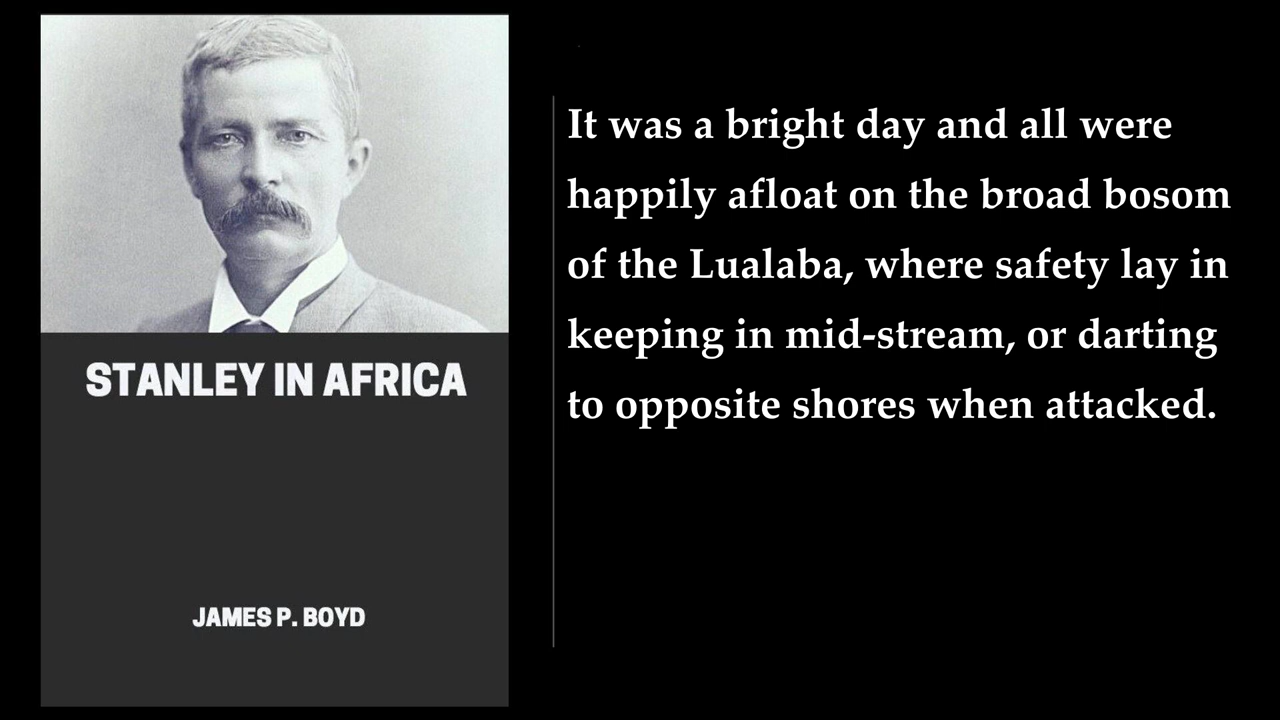 STANLEY IN AFRICA
JAMES P. BOYD
It was a bright day and all were
happily afloat on the broad bosom
of the Lualaba, where safety lay in
keeping in mid-stream, or darting
to opposite shores when attacked.